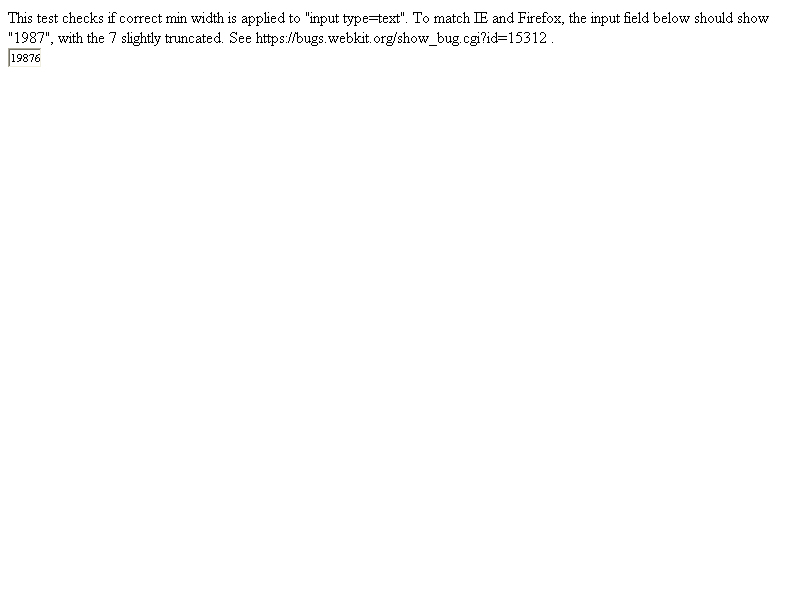 This test checks if correct min width is applied to "input type=text". To match IE and Firefox, the input field below should show
"1987", with the 7 slightly truncated. See https://bugs.webkit.org/show_bug.cgi?id=15312 .
19876